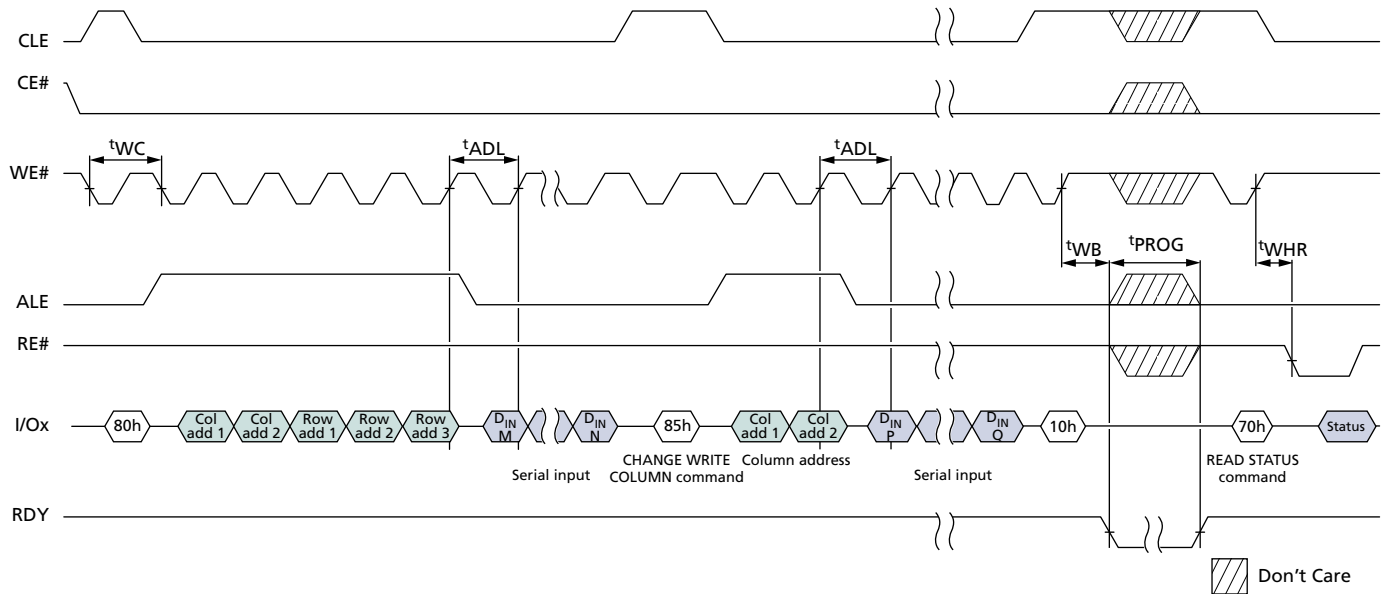 CLE
CE#
tWC
tADL
tADL
WE#
tWB
tPROG
tWHR
ALE
RE#
I/Ox
80h
Col
add 1
Col
add 2
Row
add 1
Row
add 2
Row
add 3
DIN
M
DIN
N
85h
Col
add 1
Col
add 2
DIN
P
DIN
Q
10h
70h
Status
Serial input
CHANGE WRITE
COLUMN command
Column address
Serial input
READ STATUS
command
RDY
Don't Care